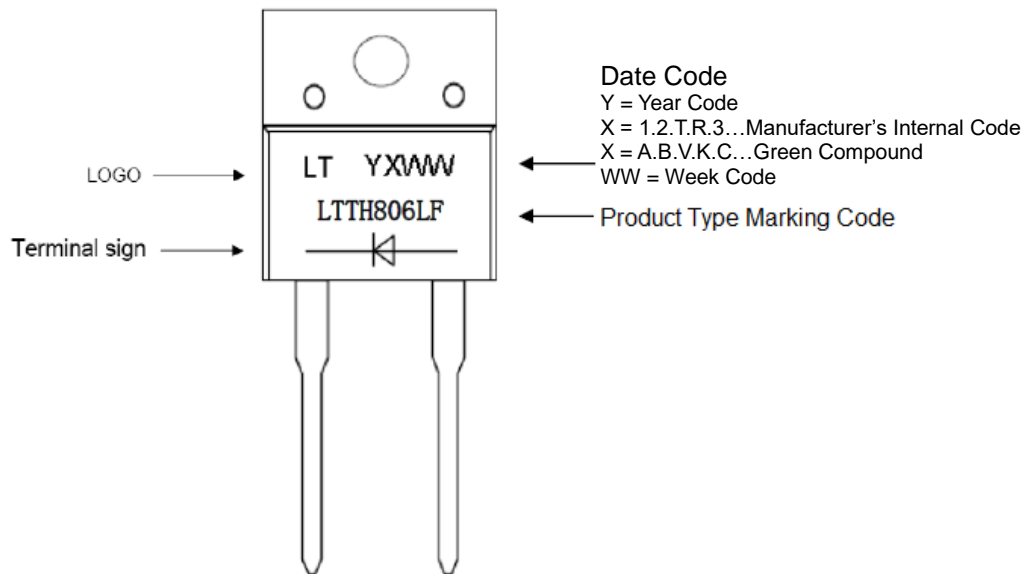 Date Code
Y = Year Code
X = 1.2.T.R.3...Manufacturer's Internal Code
X = A.B.V.K.C...Green Compound
WW = Week Code
LOGO
LT YXWW
LTTH806LF
Product Type Marking Code
Terminal sign